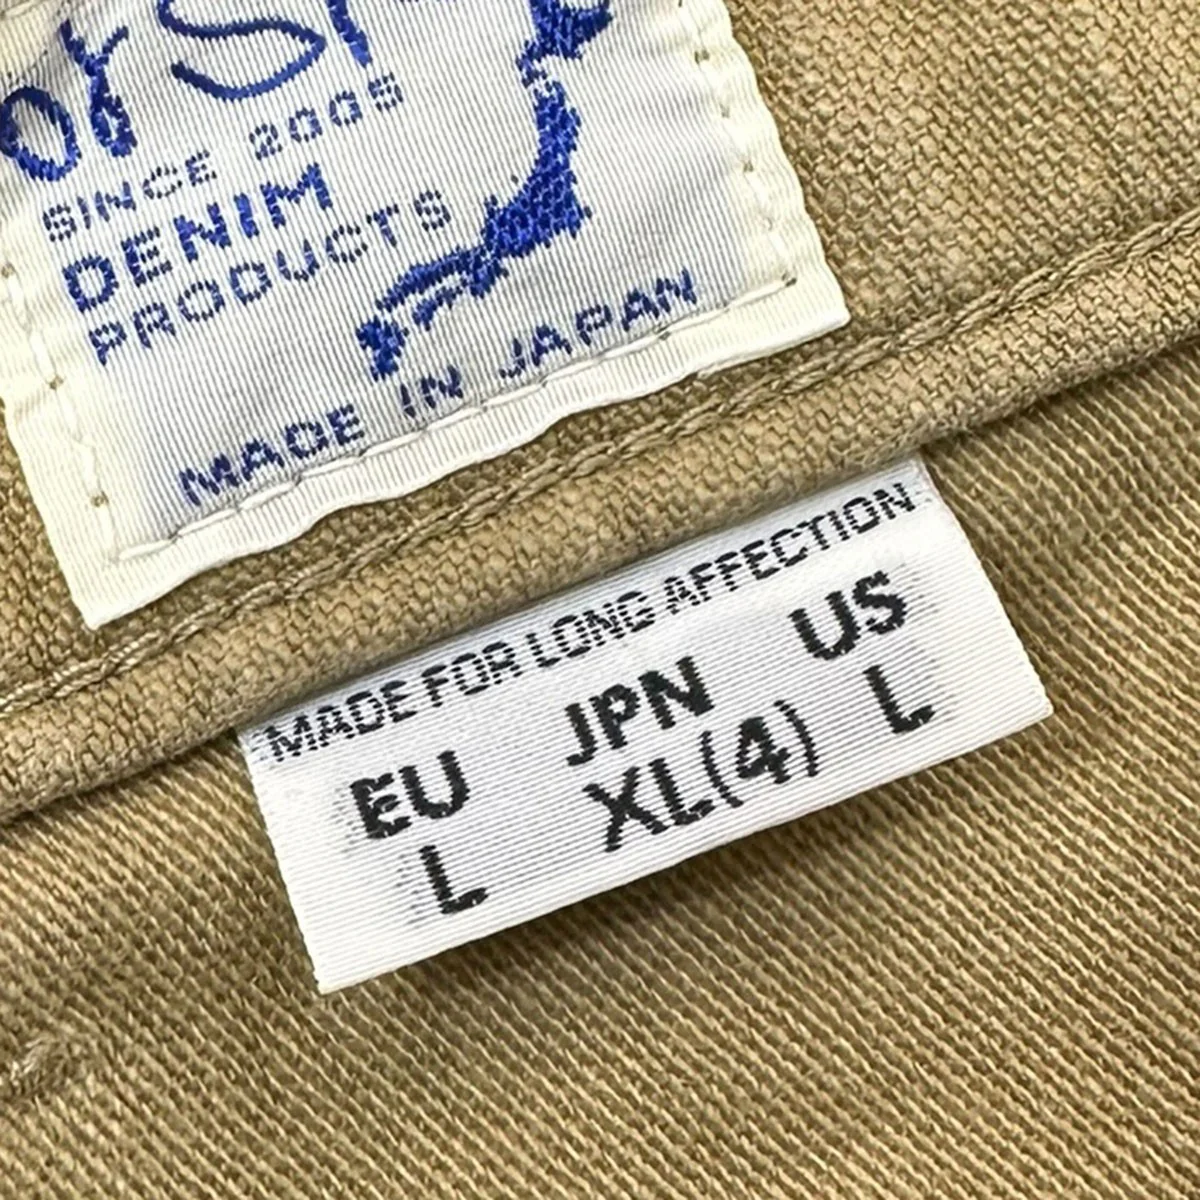 SINCE 2005
DENIM
PRODUCTS
MADE IN JAPAN
MADE FOR LONG AFFECTION
EU JPN US
L XL(4) L